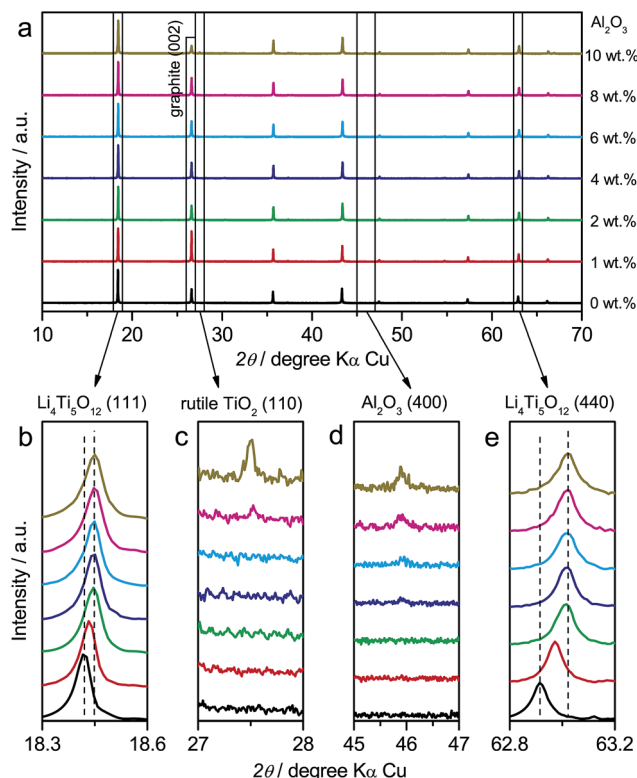 a
Al2O3
10 wt.%
graphite (002)
8 wt.%
6 wt.%
4 wt.%
2 wt.%
1 wt.%
0 wt.%
Intensity / a.u.
10 20 30 40 50 60 70
2θ / degree Kα Cu
Li4Ti5O12 (111) rutile TiO2 (110) Al2O3 (400) Li4Ti5O12 (440)
b c d e
Intensity / a.u.
18.3 18.6 27 28 45 46 47 62.8 63.2
2θ / degree Kα Cu